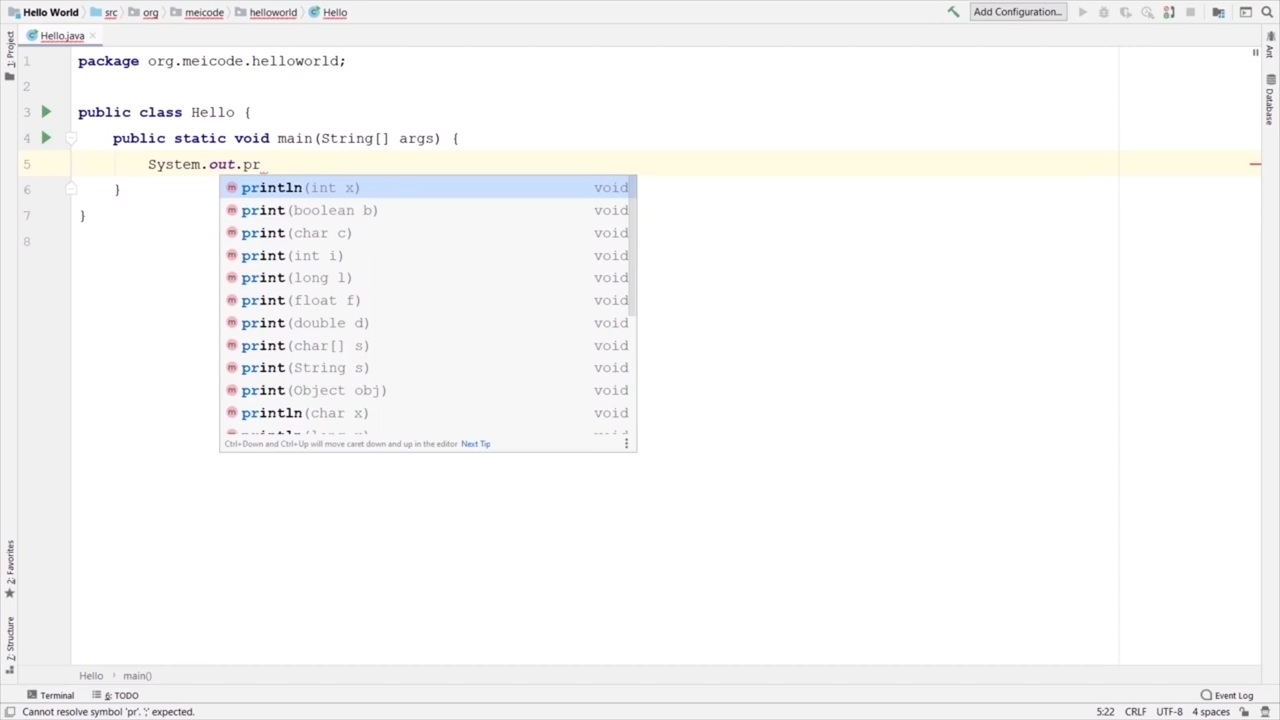 Hello World src org meicode helloworld Hello Add Configuration...
Hello.java
1: Project
Ant
Database
1 package org.meicode.helloworld;
2
3 public class Hello {
4 public static void main(String[] args) {
5 System.out.pr
6 }
7 }
8
println(int x) void
print(boolean b) void
print(char c) void
print(int i) void
print(long l) void
print(float f) void
print(double d) void
print(char[] s) void
print(String s) void
print(Object obj) void
println(char x) void
Ctrl+Down and Ctrl+Up will move caret down and up in the editor Next Tip
2: Favorites
Z: Structure
Hello main()
Terminal 6: TODO Event Log
Cannot resolve symbol 'pr'. ';' expected. 5:22 CRLF UTF-8 4 spaces